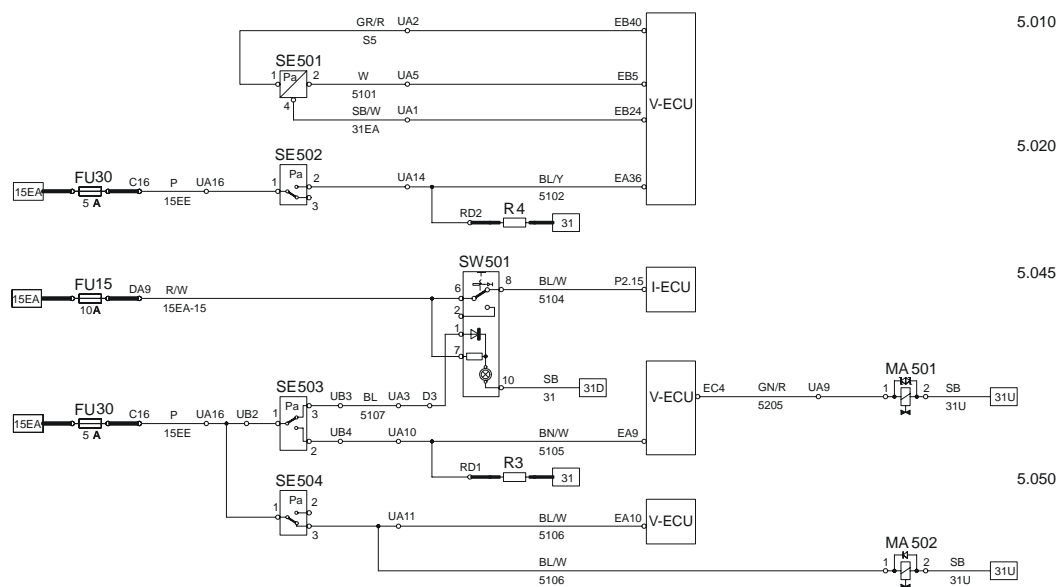 GR/R UA2 EB40 5.010
S5
SE501
1 Pa 2 W UA5 EB5
5101
V-ECU
4 SB/W UA1 EB24
31EA
5.020
SE502
FU30 Pa
15EA C16 P UA16 1 2 UA14 BL/Y EA36
5 A 15EE 3 5102
RD2 R4 31
SW501
5.045
FU15 8 BL/W P2.15 I-ECU
15EA DA9 R/W 6 5104
10A 15EA-15
2
1
7
10 SB 31D
31
SE503 EC4 GN/R UA9 MA 501
UB3 BL UA3 D3 V-ECU 5205 1 2 SB 31U
FU30 Pa 3 5107 31U
15EA C16 P UA16 UB2 1
5 A 15EE UB4 UA10 BN/W EA9
2 5105
RD1 R3 31 5.050
SE504
Pa 2
1 UA11 BL/W EA10 V-ECU
3 5106
MA 502
BL/W 1 2 SB 31U
5106 31U